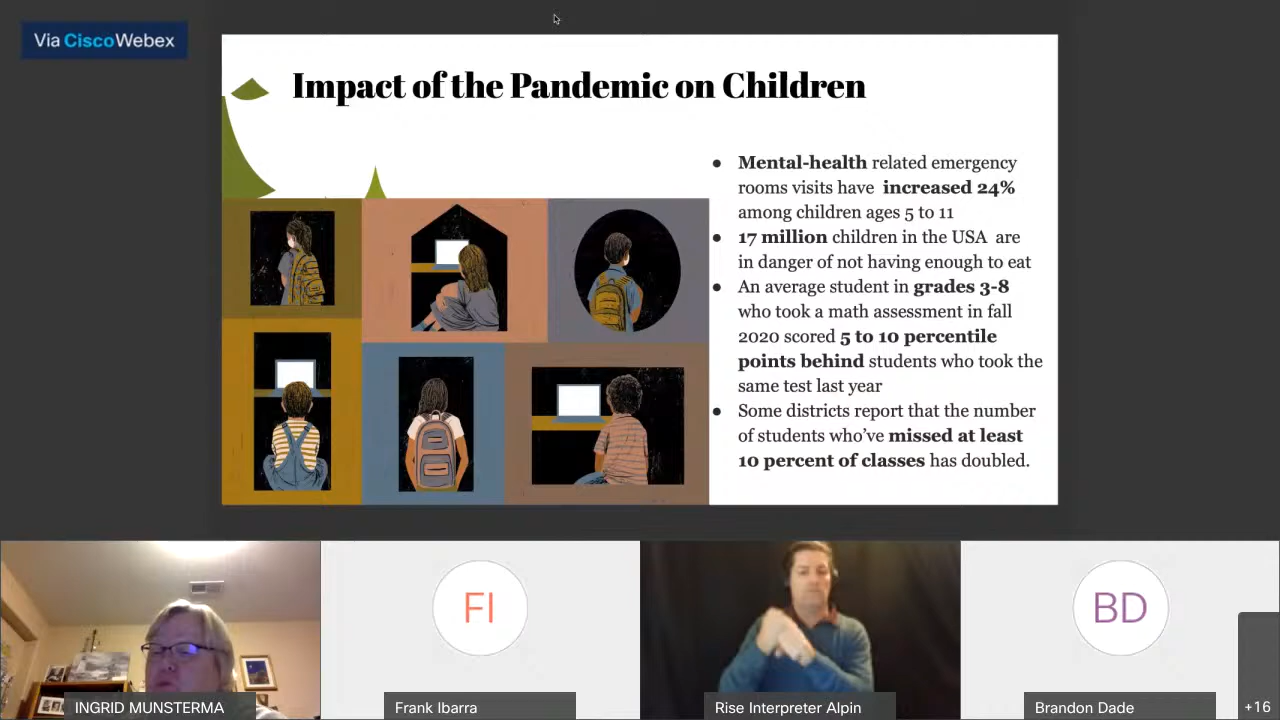 Via Cisco Webex
Impact of the Pandemic on Children
● Mental-health related emergency
rooms visits have increased 24%
among children ages 5 to 11
● 17 million children in the USA are
in danger of not having enough to eat
● An average student in grades 3-8
who took a math assessment in fall
2020 scored 5 to 10 percentile
points behind students who took the
same test last year
● Some districts report that the number
of students who've missed at least
10 percent of classes has doubled.
FI
BD
INGRID MUNSTERMA
Frank Ibarra
Rise Interpreter Alpin
Brandon Dade
+16